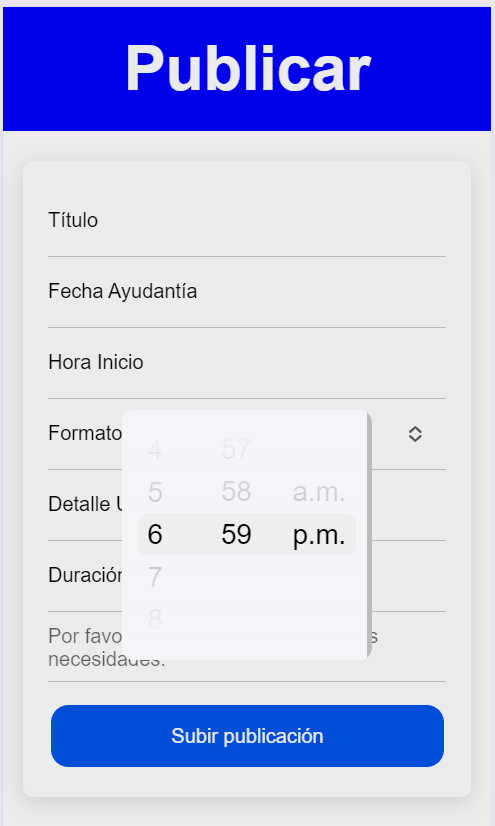 Publicar
Título
Fecha Ayudantía
Hora Inicio
Formato
4 57
5 58 a.m.
6 59 p.m.
7
8
Detalle
Duración
Por
necesidades.
Subir publicación